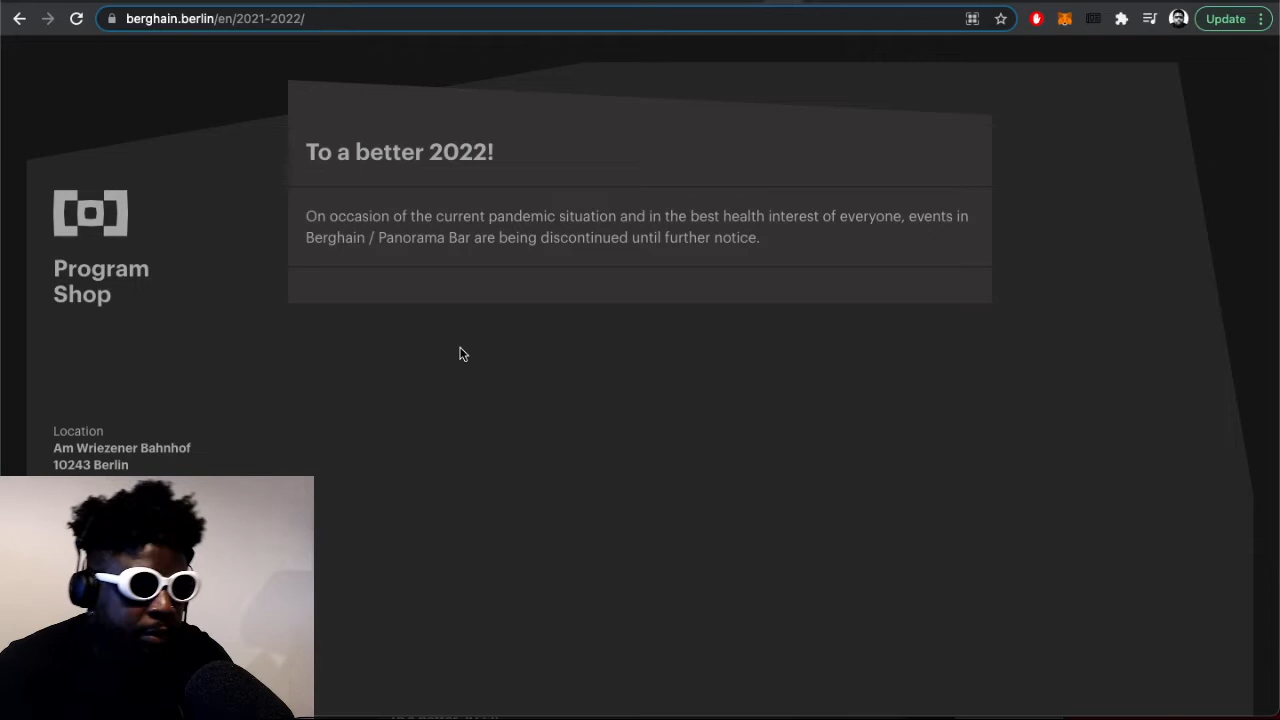 berghain.berlin/en/2021-2022/
Update
To a better 2022!
On occasion of the current pandemic situation and in the best health interest of everyone, events in
Berghain / Panorama Bar are being discontinued until further notice.
Program
Shop
Location
Am Wriezener Bahnhof
10243 Berlin